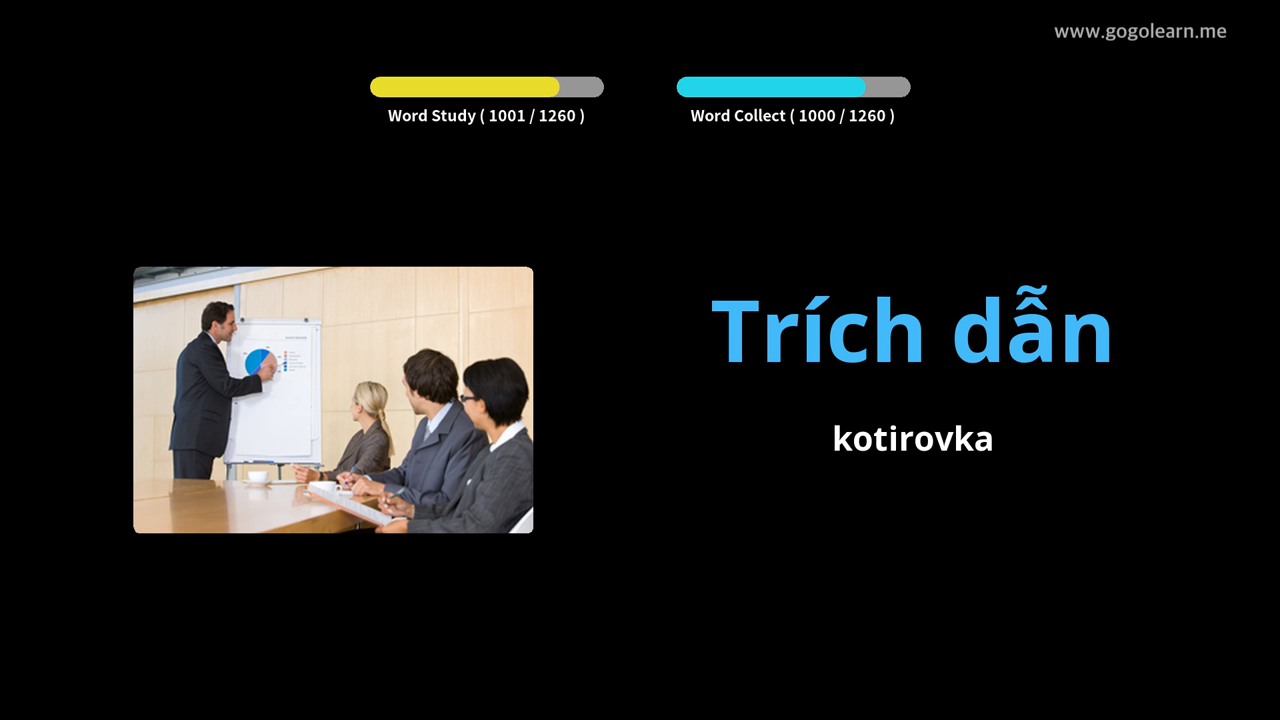 www.gogolearn.me
Word Study ( 1001 / 1260 )
Word Collect ( 1000 / 1260 )
Trích dẫn
kotirovka